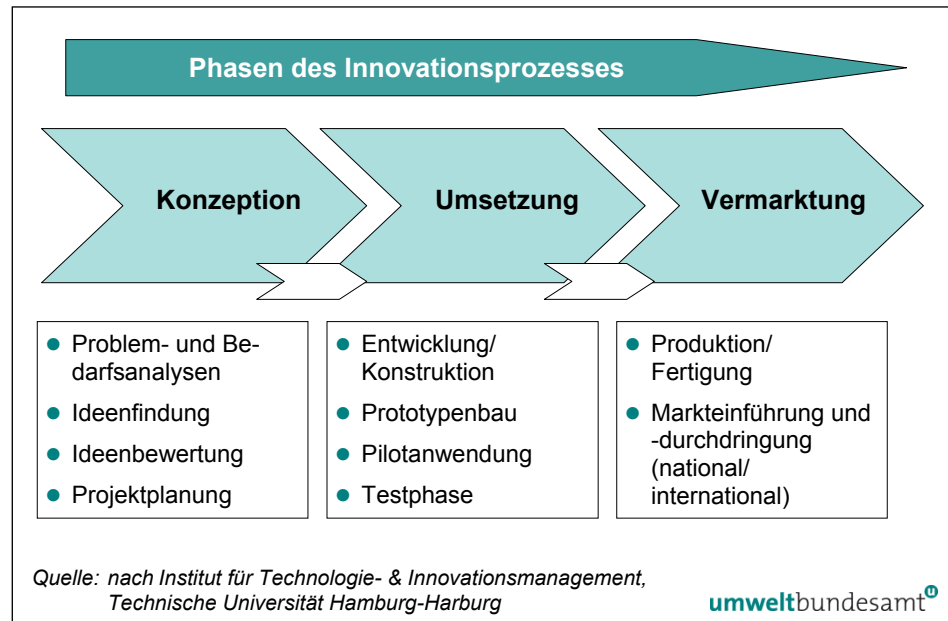 Phasen des Innovationsprozesses
Konzeption
Umsetzung
Vermarktung
● Problem- und Be-
darfsanalysen
● Ideenfindung
● Ideenbewertung
● Projektplanung
● Entwicklung/
Konstruktion
● Prototypenbau
● Pilotanwendung
● Testphase
● Produktion/
Fertigung
● Markteinführung und
-durchdringung
(national/
international)
Quelle: nach Institut für Technologie- & Innovationsmanagement,
Technische Universität Hamburg-Harburg
umweltbundesamt u